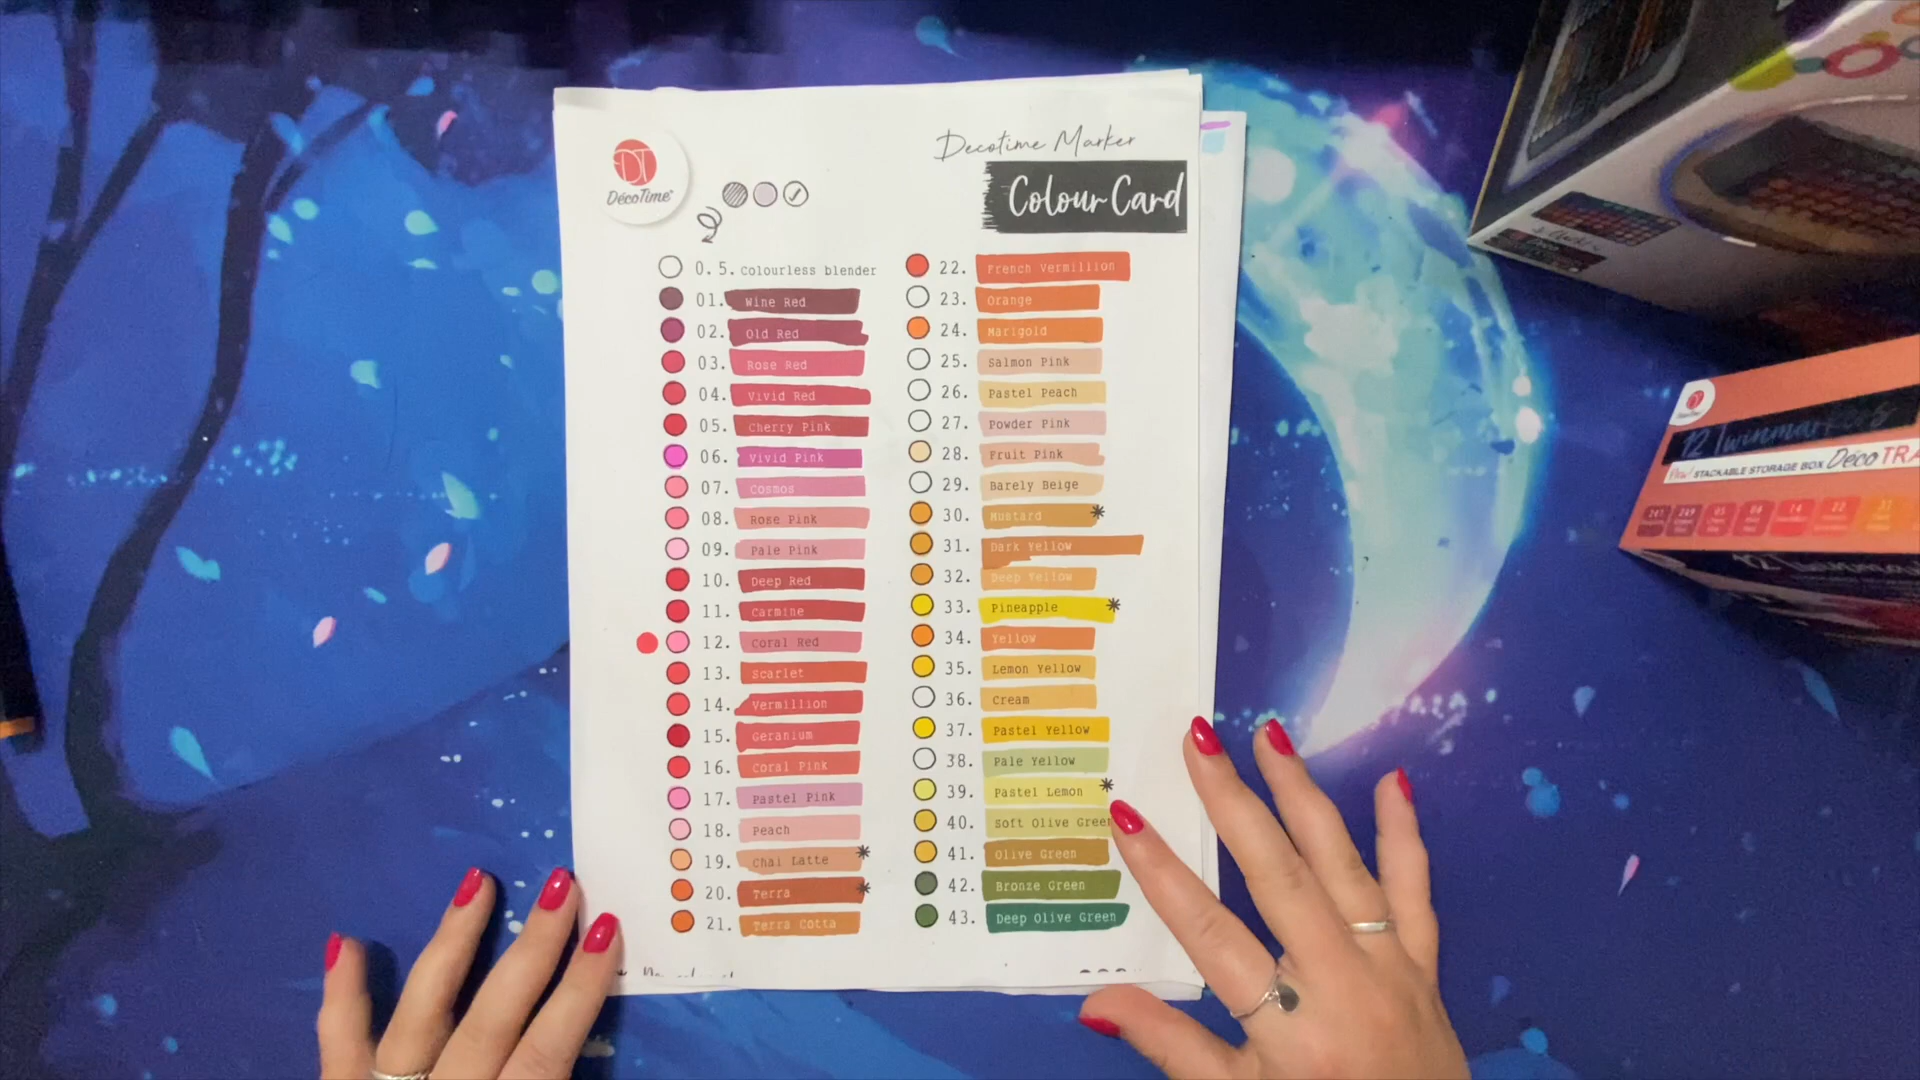 Decotime Marker
Colour Card
DT
DécoTime
0.5. Colourless blender
01. Wine Red
02. Old Red
03. Rose Red
04. Vivid Red
05. Cherry Pink
06. Vivid Pink
07. Cosmos
08. Rose Pink
09. Pale Pink
10. Deep Red
11. Carmine
12. Coral Red
13. Scarlet
14. Vermillion
15. Geranium
16. Coral Pink
17. Pastel Pink
18. Peach
19. Chai Latte *
20. Terra *
21. Terra Cotta
22. French Vermillion
23. Orange
24. Marigold
25. Salmon Pink
26. Pastel Peach
27. Powder Pink
28. Fruit Pink
29. Barely Beige
30. Mustard *
31. Dark Yellow
32. Deep Yellow
33. Pineapple *
34. Yellow
35. Lemon Yellow
36. Cream
37. Pastel Yellow
38. Pale Yellow
39. Pastel Lemon *
40. Soft Olive Green
41. Olive Green
42. Bronze Green
43. Deep Olive Green
12 Twinmarkers
New! STACKABLE STORAGE BOX DécoTRA